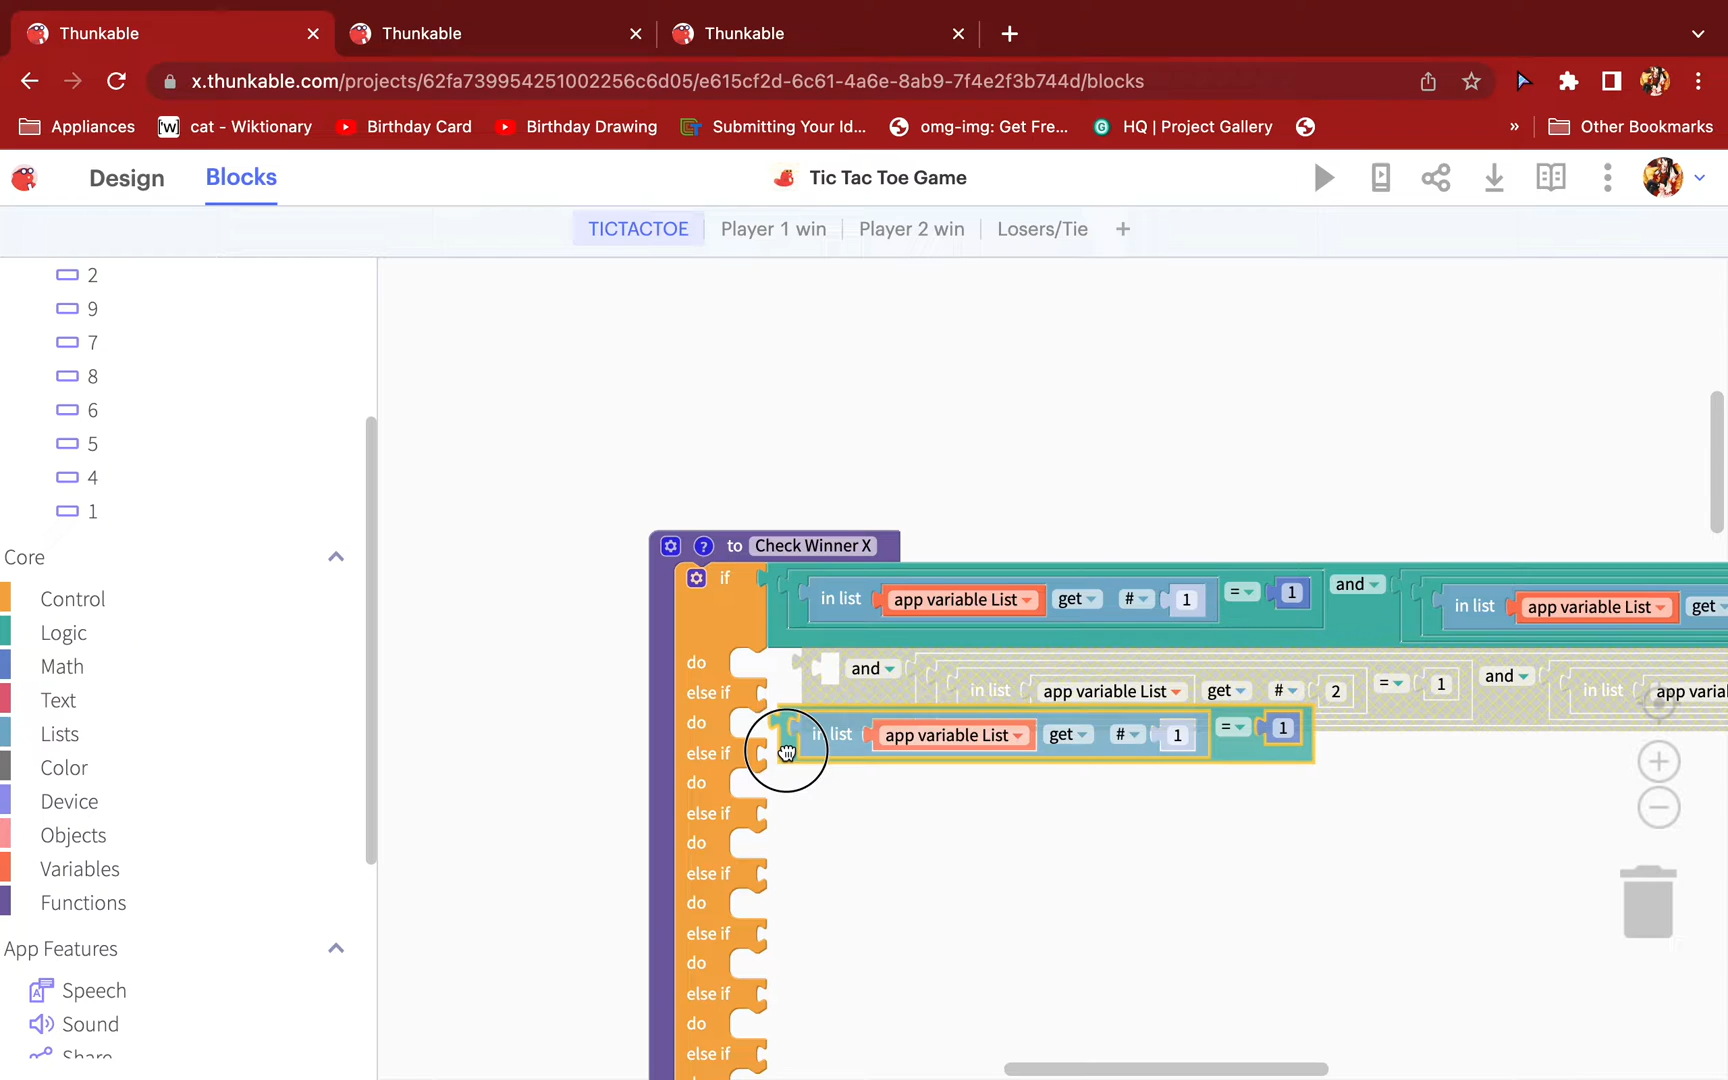 Thunkable
Thunkable
Thunkable
x.thunkable.com/projects/62fa739954251002256c6d05/e615cf2d-6c61-4a6e-8ab9-7f4e2f3b744d/blocks
Appliances
cat - Wiktionary
Birthday Card
Birthday Drawing
Submitting Your Id...
omg-img: Get Fre...
HQ | Project Gallery
»
Other Bookmarks
Design
Blocks
Tic Tac Toe Game
TICTACTOE
Player 1 win
Player 2 win
Losers/Tie
+
2
9
7
8
6
5
4
1
Core
Control
Logic
Math
Text
Lists
Color
Device
Objects
Variables
Functions
App Features
Speech
Sound
Share
? to Check Winner X
if in list app variable List get # 1 = 1 and in list app variable List get
do and in list app variable List get # 2 = 1 and in list app varia
else if
do in list app variable List get # 1 = 1
else if
do
else if
do
else if
do
else if
do
else if
do
else if